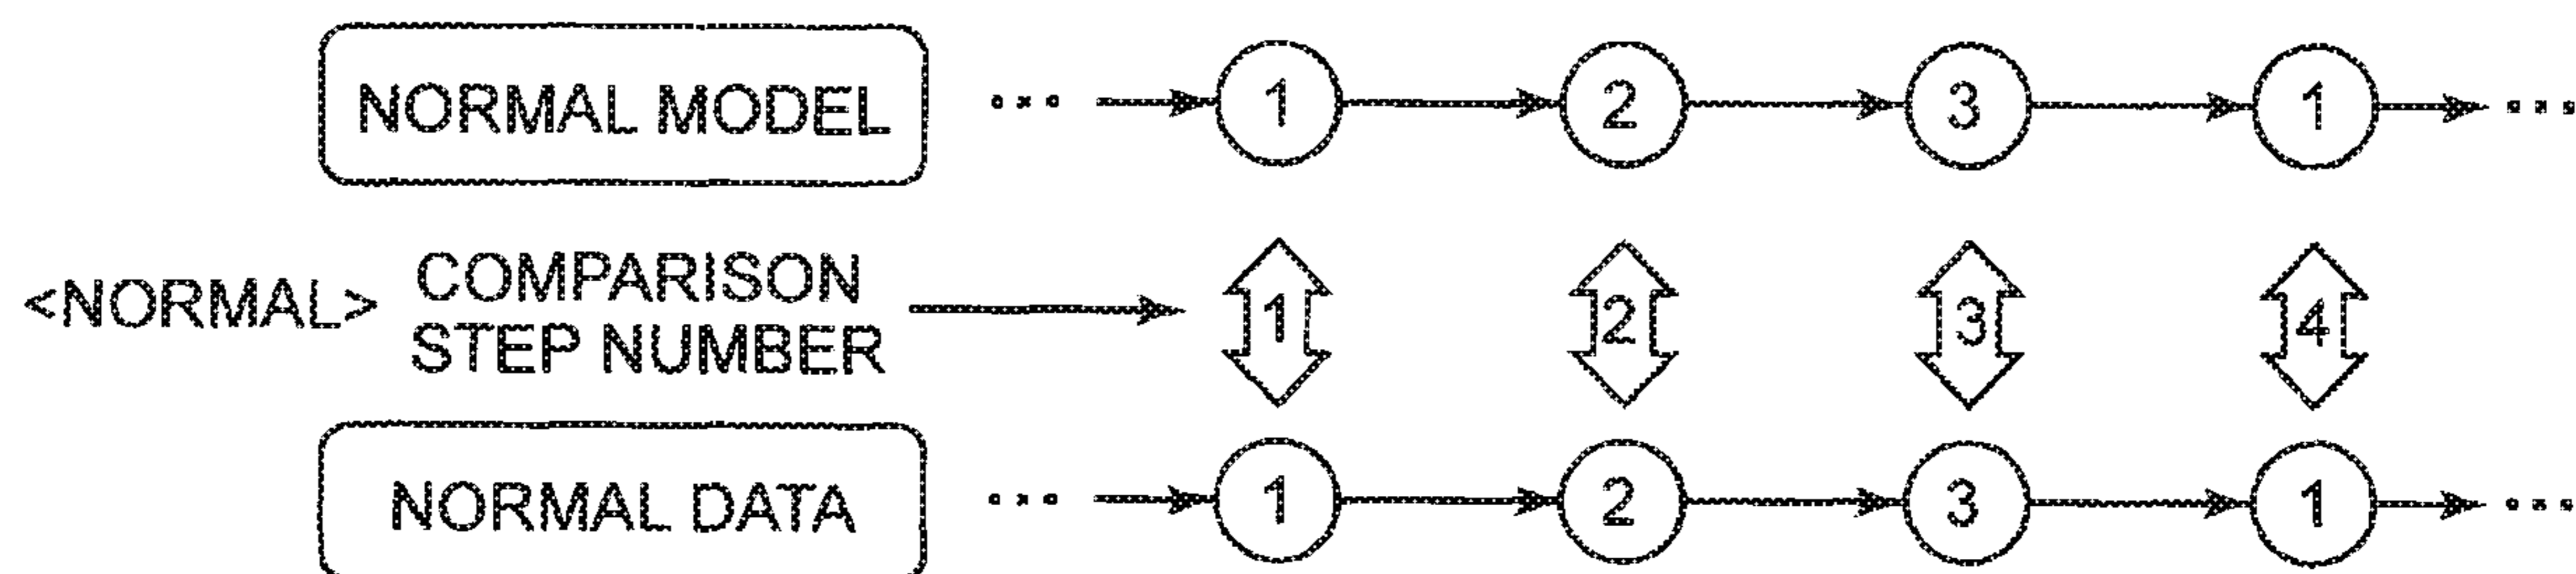 NORMAL MODEL ... 1 2 3 1 ...
<NORMAL> COMPARISON STEP NUMBER 1 2 3 4
NORMAL DATA ... 1 2 3 1 ...